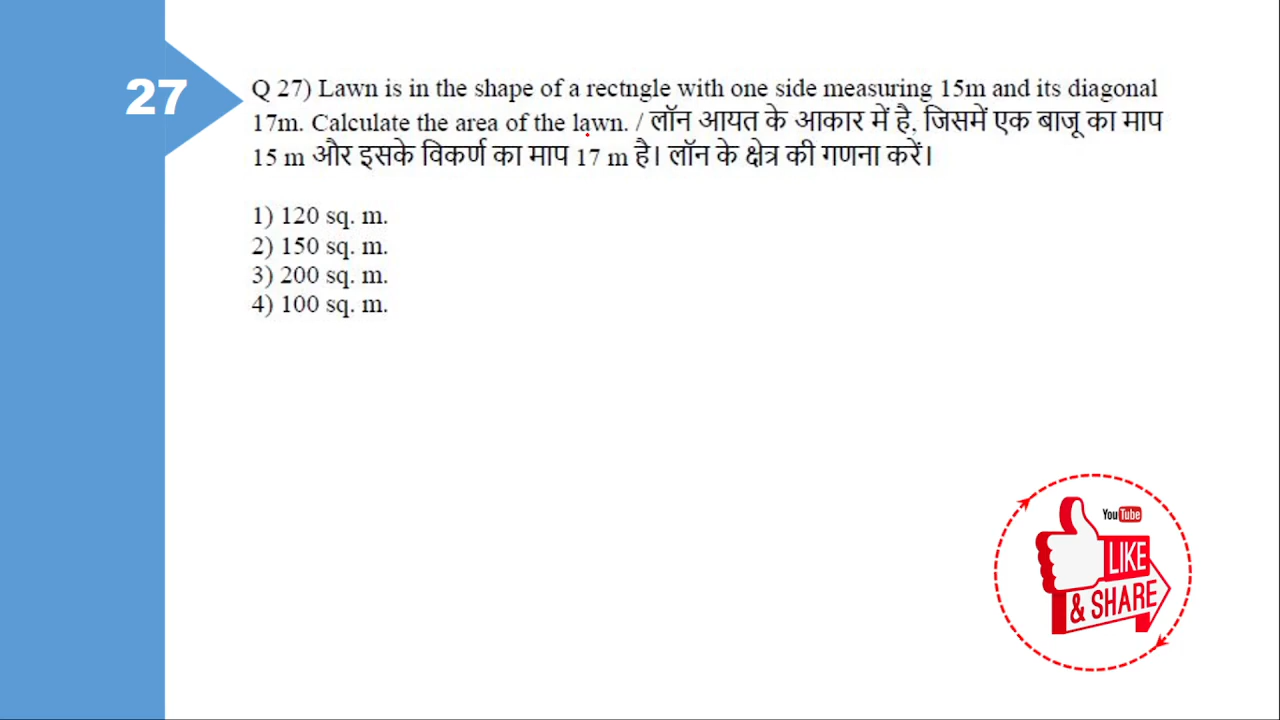 27
Q 27) Lawn is in the shape of a rectngle with one side measuring 15m and its diagonal
17m. Calculate the area of the lawn. / लॉन आयत के आकार में है, जिसमें एक बाजू का माप
15 m और इसके विकर्ण का माप 17 m है। लॉन के क्षेत्र की गणना करें।
1) 120 sq. m.
2) 150 sq. m.
3) 200 sq. m.
4) 100 sq. m.
YouTube
LIKE
& SHARE